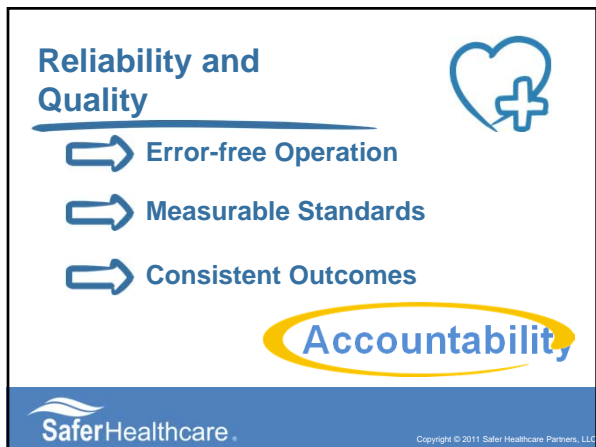 Reliability and
Quality
Error-free Operation
Measurable Standards
Consistent Outcomes
Accountability
SaferHealthcare®
Copyright © 2011 Safer Healthcare Partners, LLC